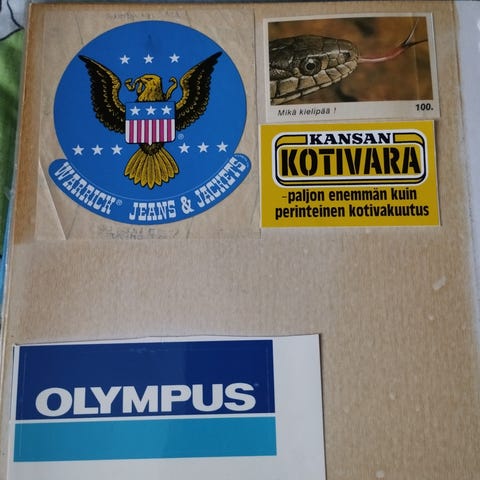 WARRICK® JEANS & JACKETS
Mikä kielipää !
100.
KANSAN
KOTIVARA
-paljon enemmän kuin
perinteinen kotivakuutus
OLYMPUS®